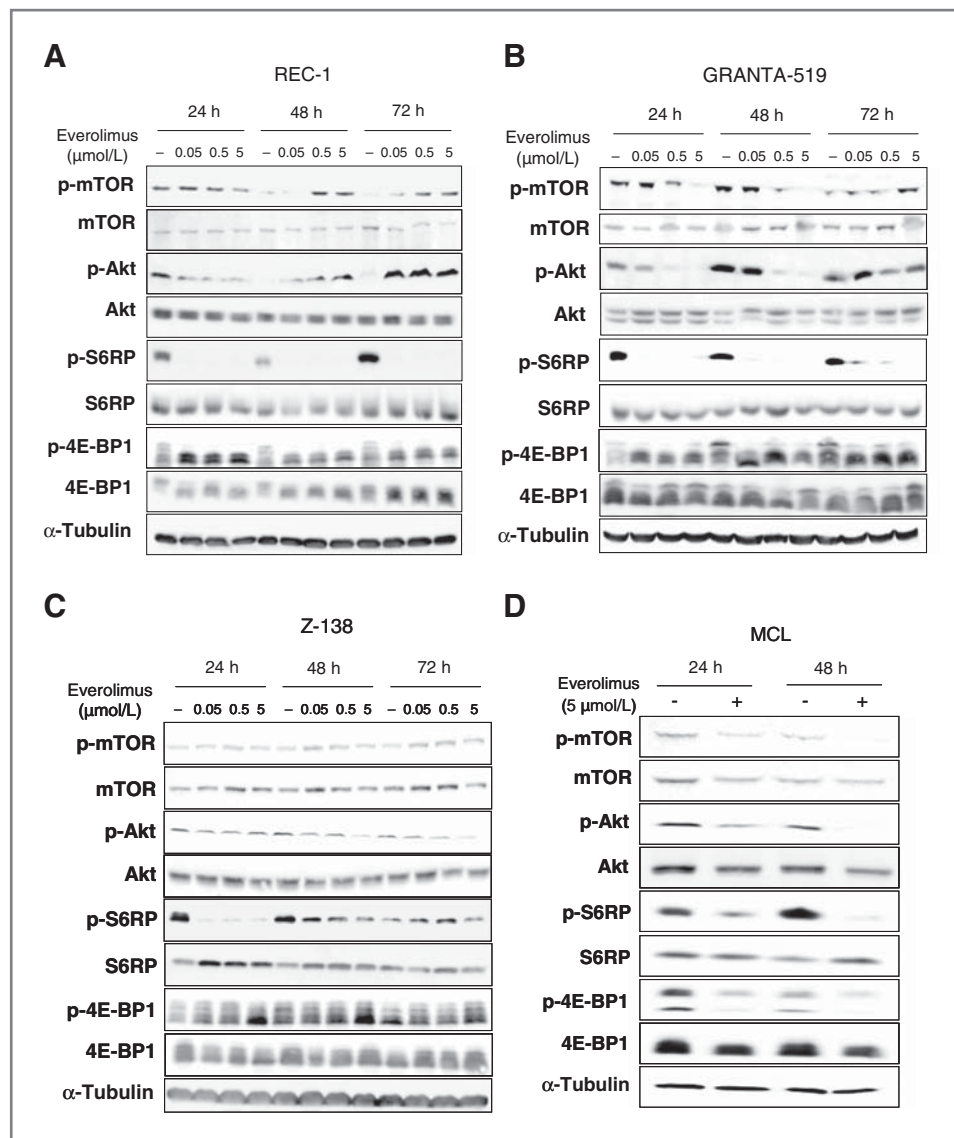 A
REC-1
24 h 48 h 72 h
Everolimus
(μmol/L) – 0.05 0.5 5 – 0.05 0.5 5 – 0.05 0.5 5
p-mTOR
mTOR
p-Akt
Akt
p-S6RP
S6RP
p-4E-BP1
4E-BP1
α-Tubulin
B
GRANTA-519
24 h 48 h 72 h
Everolimus
(μmol/L) – 0.05 0.5 5 – 0.05 0.5 5 – 0.05 0.5 5
p-mTOR
mTOR
p-Akt
Akt
p-S6RP
S6RP
p-4E-BP1
4E-BP1
α-Tubulin
C
Z-138
24 h 48 h 72 h
Everolimus
(μmol/L) – 0.05 0.5 5 – 0.05 0.5 5 – 0.05 0.5 5
p-mTOR
mTOR
p-Akt
Akt
p-S6RP
S6RP
p-4E-BP1
4E-BP1
α-Tubulin
D
MCL
24 h 48 h
Everolimus
(5 μmol/L) - + - +
p-mTOR
mTOR
p-Akt
Akt
p-S6RP
S6RP
p-4E-BP1
4E-BP1
α-Tubulin